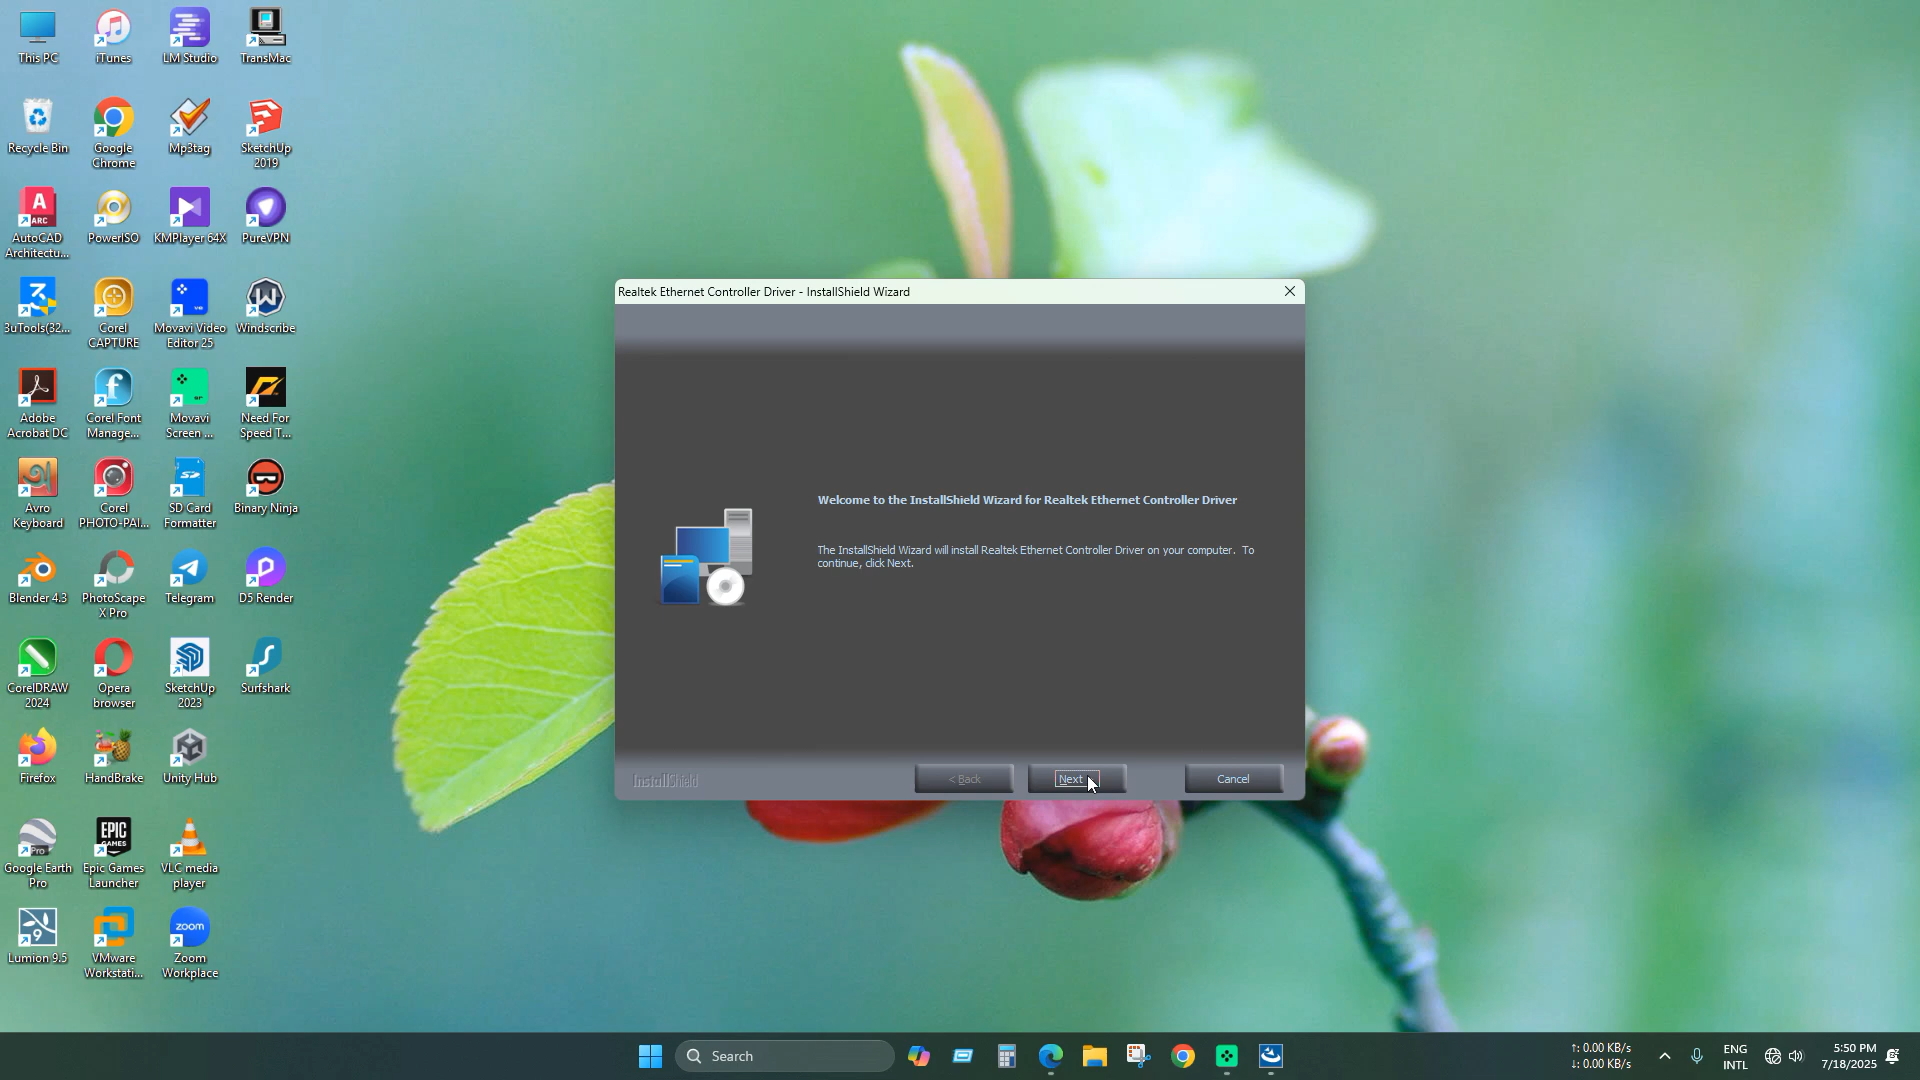 This PC
iTunes
LM Studio
TransMac
Recycle Bin
Google
Chrome
Mp3tag
SketchUp
2019
A
ARC
AutoCAD
Architectu...
PowerISO
KMPlayer 64X
PureVPN
3uTools(32...
Corel
CAPTURE
Movavi Video
Editor 25
Windscribe
Adobe
Acrobat DC
Corel Font
Manage...
Movavi
Screen ...
Need For
Speed T...
Avro
Keyboard
Corel
PHOTO-PAI...
SD Card
Formatter
Binary Ninja
Blender 4.3
PhotoScape
X Pro
Telegram
D5 Render
CorelDRAW
2024
Opera
browser
SketchUp
2023
Surfshark
Firefox
HandBrake
Unity Hub
Pro
EPIC
GAMES
Google Earth
Pro
Epic Games
Launcher
VLC media
player
9
zoom
Lumion 9.5
VMware
Workstati...
Zoom
Workplace
Realtek Ethernet Controller Driver - InstallShield Wizard
Welcome to the InstallShield Wizard for Realtek Ethernet Controller Driver
The InstallShield Wizard will install Realtek Ethernet Controller Driver on your computer. To
continue, click Next.
InstallShield
< Back
Next
Cancel
Search
↑: 0.00 KB/s
↓: 0.00 KB/s
ENG
INTL
5:50 PM
7/18/2025